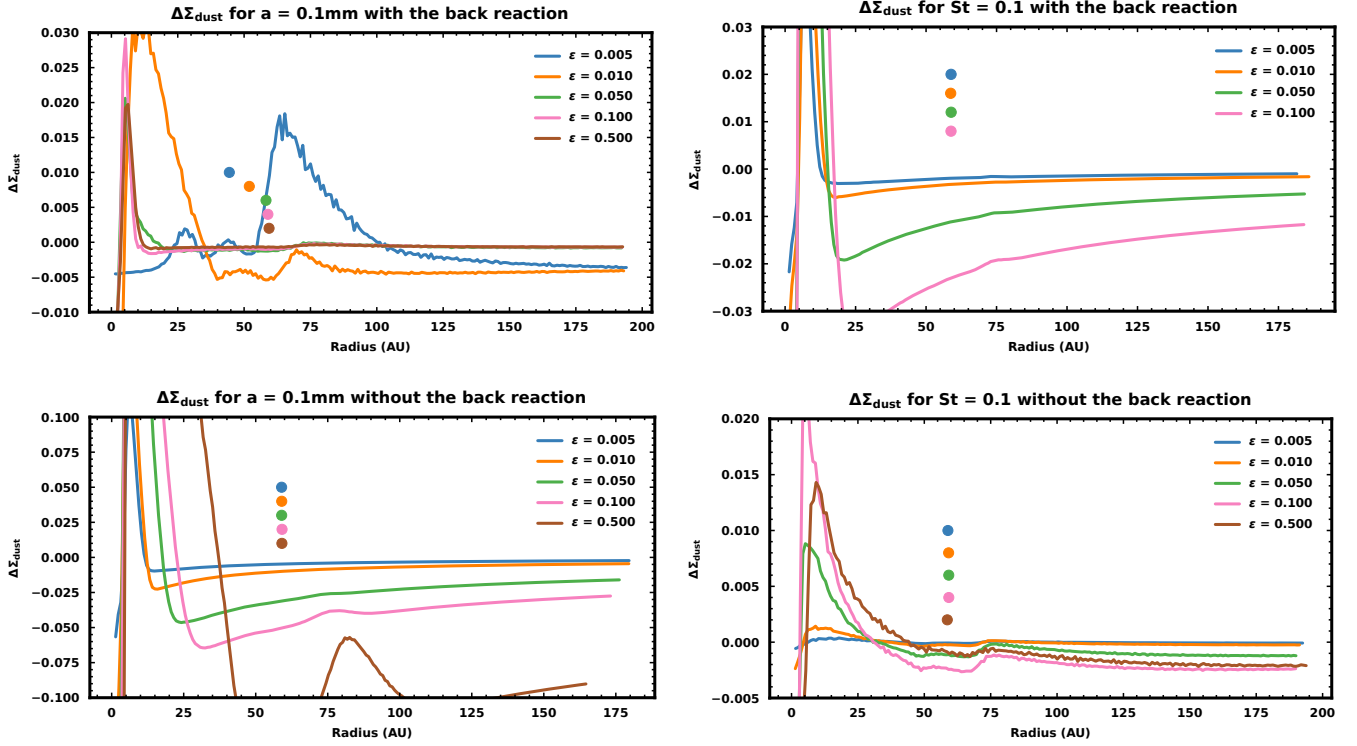 ΔΣdust for a = 0.1mm with the back reaction
0.030
0.025
0.020
0.015
0.010
0.005
0.000
−0.005
−0.010
ΔΣdust
0
25
50
75
100
125
150
175
200
Radius (AU)
ε = 0.005
ε = 0.010
ε = 0.050
ε = 0.100
ε = 0.500
ΔΣdust for St = 0.1 with the back reaction
0.03
0.02
0.01
0.00
−0.01
−0.02
−0.03
ΔΣdust
0
25
50
75
100
125
150
175
Radius (AU)
ε = 0.005
ε = 0.010
ε = 0.050
ε = 0.100
ΔΣdust for a = 0.1mm without the back reaction
0.100
0.075
0.050
0.025
0.000
−0.025
−0.050
−0.075
−0.100
ΔΣdust
0
25
50
75
100
125
150
175
Radius (AU)
ε = 0.005
ε = 0.010
ε = 0.050
ε = 0.100
ε = 0.500
ΔΣdust for St = 0.1 without the back reaction
0.020
0.015
0.010
0.005
0.000
−0.005
ΔΣdust
0
25
50
75
100
125
150
175
200
Radius (AU)
ε = 0.005
ε = 0.010
ε = 0.050
ε = 0.100
ε = 0.500